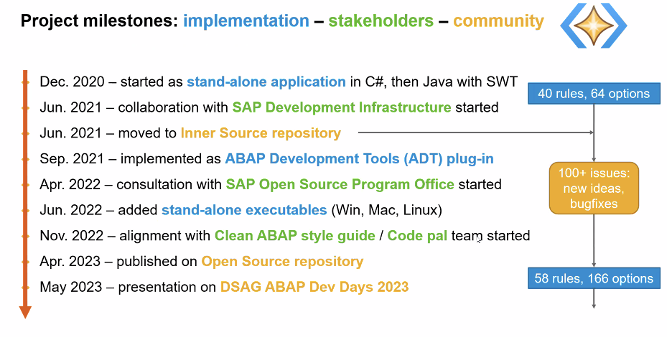 Project milestones: implementation – stakeholders – community
Dec. 2020 – started as stand-alone application in C#, then Java with SWT
Jun. 2021 – collaboration with SAP Development Infrastructure started
Jun. 2021 – moved to Inner Source repository
Sep. 2021 – implemented as ABAP Development Tools (ADT) plug-in
Apr. 2022 – consultation with SAP Open Source Program Office started
Jun. 2022 – added stand-alone executables (Win, Mac, Linux)
Nov. 2022 – alignment with Clean ABAP style guide / Code pal team started
Apr. 2023 – published on Open Source repository
May 2023 – presentation on DSAG ABAP Dev Days 2023
40 rules, 64 options
100+ issues:
new ideas,
bugfixes
58 rules, 166 options